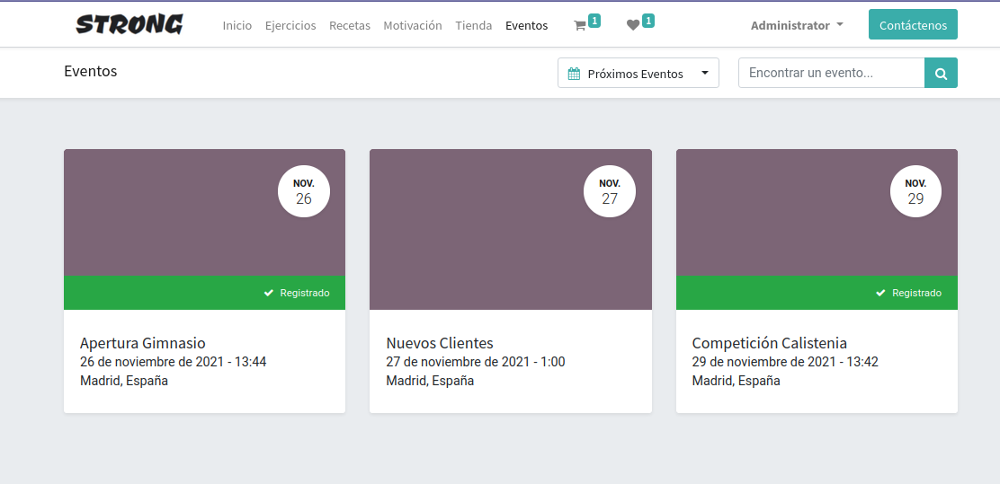 STRONG Inicio Ejercicios Recetas Motivación Tienda Eventos 1 1 Administrator Contáctenos
Eventos Próximos Eventos Encontrar un evento...
NOV.
26
Registrado
Apertura Gimnasio
26 de noviembre de 2021 - 13:44
Madrid, España
NOV.
27
Nuevos Clientes
27 de noviembre de 2021 - 1:00
Madrid, España
NOV.
29
Registrado
Competición Calistenia
29 de noviembre de 2021 - 13:42
Madrid, España